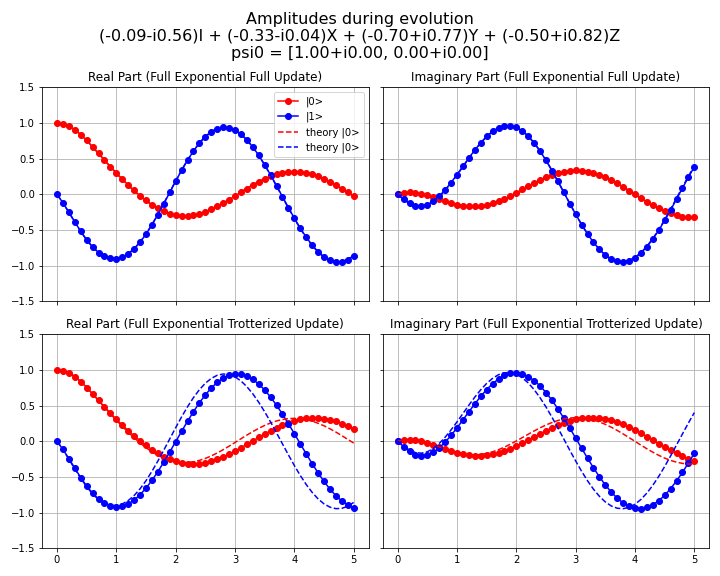 Amplitudes during evolution
(-0.09-i0.56)I + (-0.33-i0.04)X + (-0.70+i0.77)Y + (-0.50+i0.82)Z
psi0 = [1.00+i0.00, 0.00+i0.00]
Real Part (Full Exponential Full Update)
Imaginary Part (Full Exponential Full Update)
1.5
1.0
0.5
0.0
-0.5
-1.0
-1.5
|0>
|1>
theory |0>
theory |0>
Real Part (Full Exponential Trotterized Update)
Imaginary Part (Full Exponential Trotterized Update)
1.5
1.0
0.5
0.0
-0.5
-1.0
-1.5
0 1 2 3 4 5
0 1 2 3 4 5